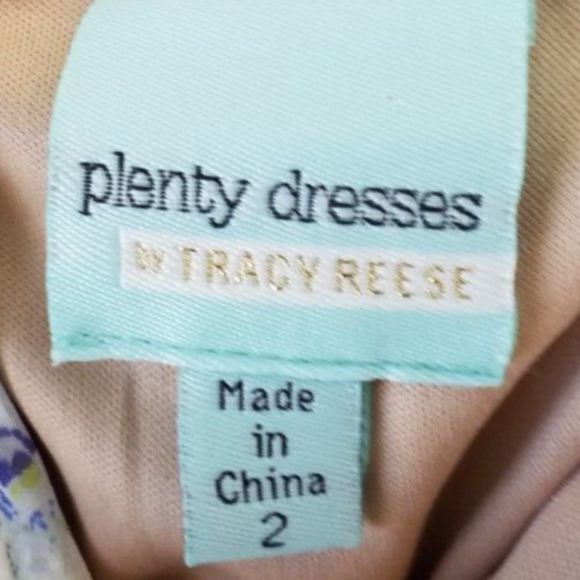 plenty dresses
BY TRACY REESE
Made
in
China
2